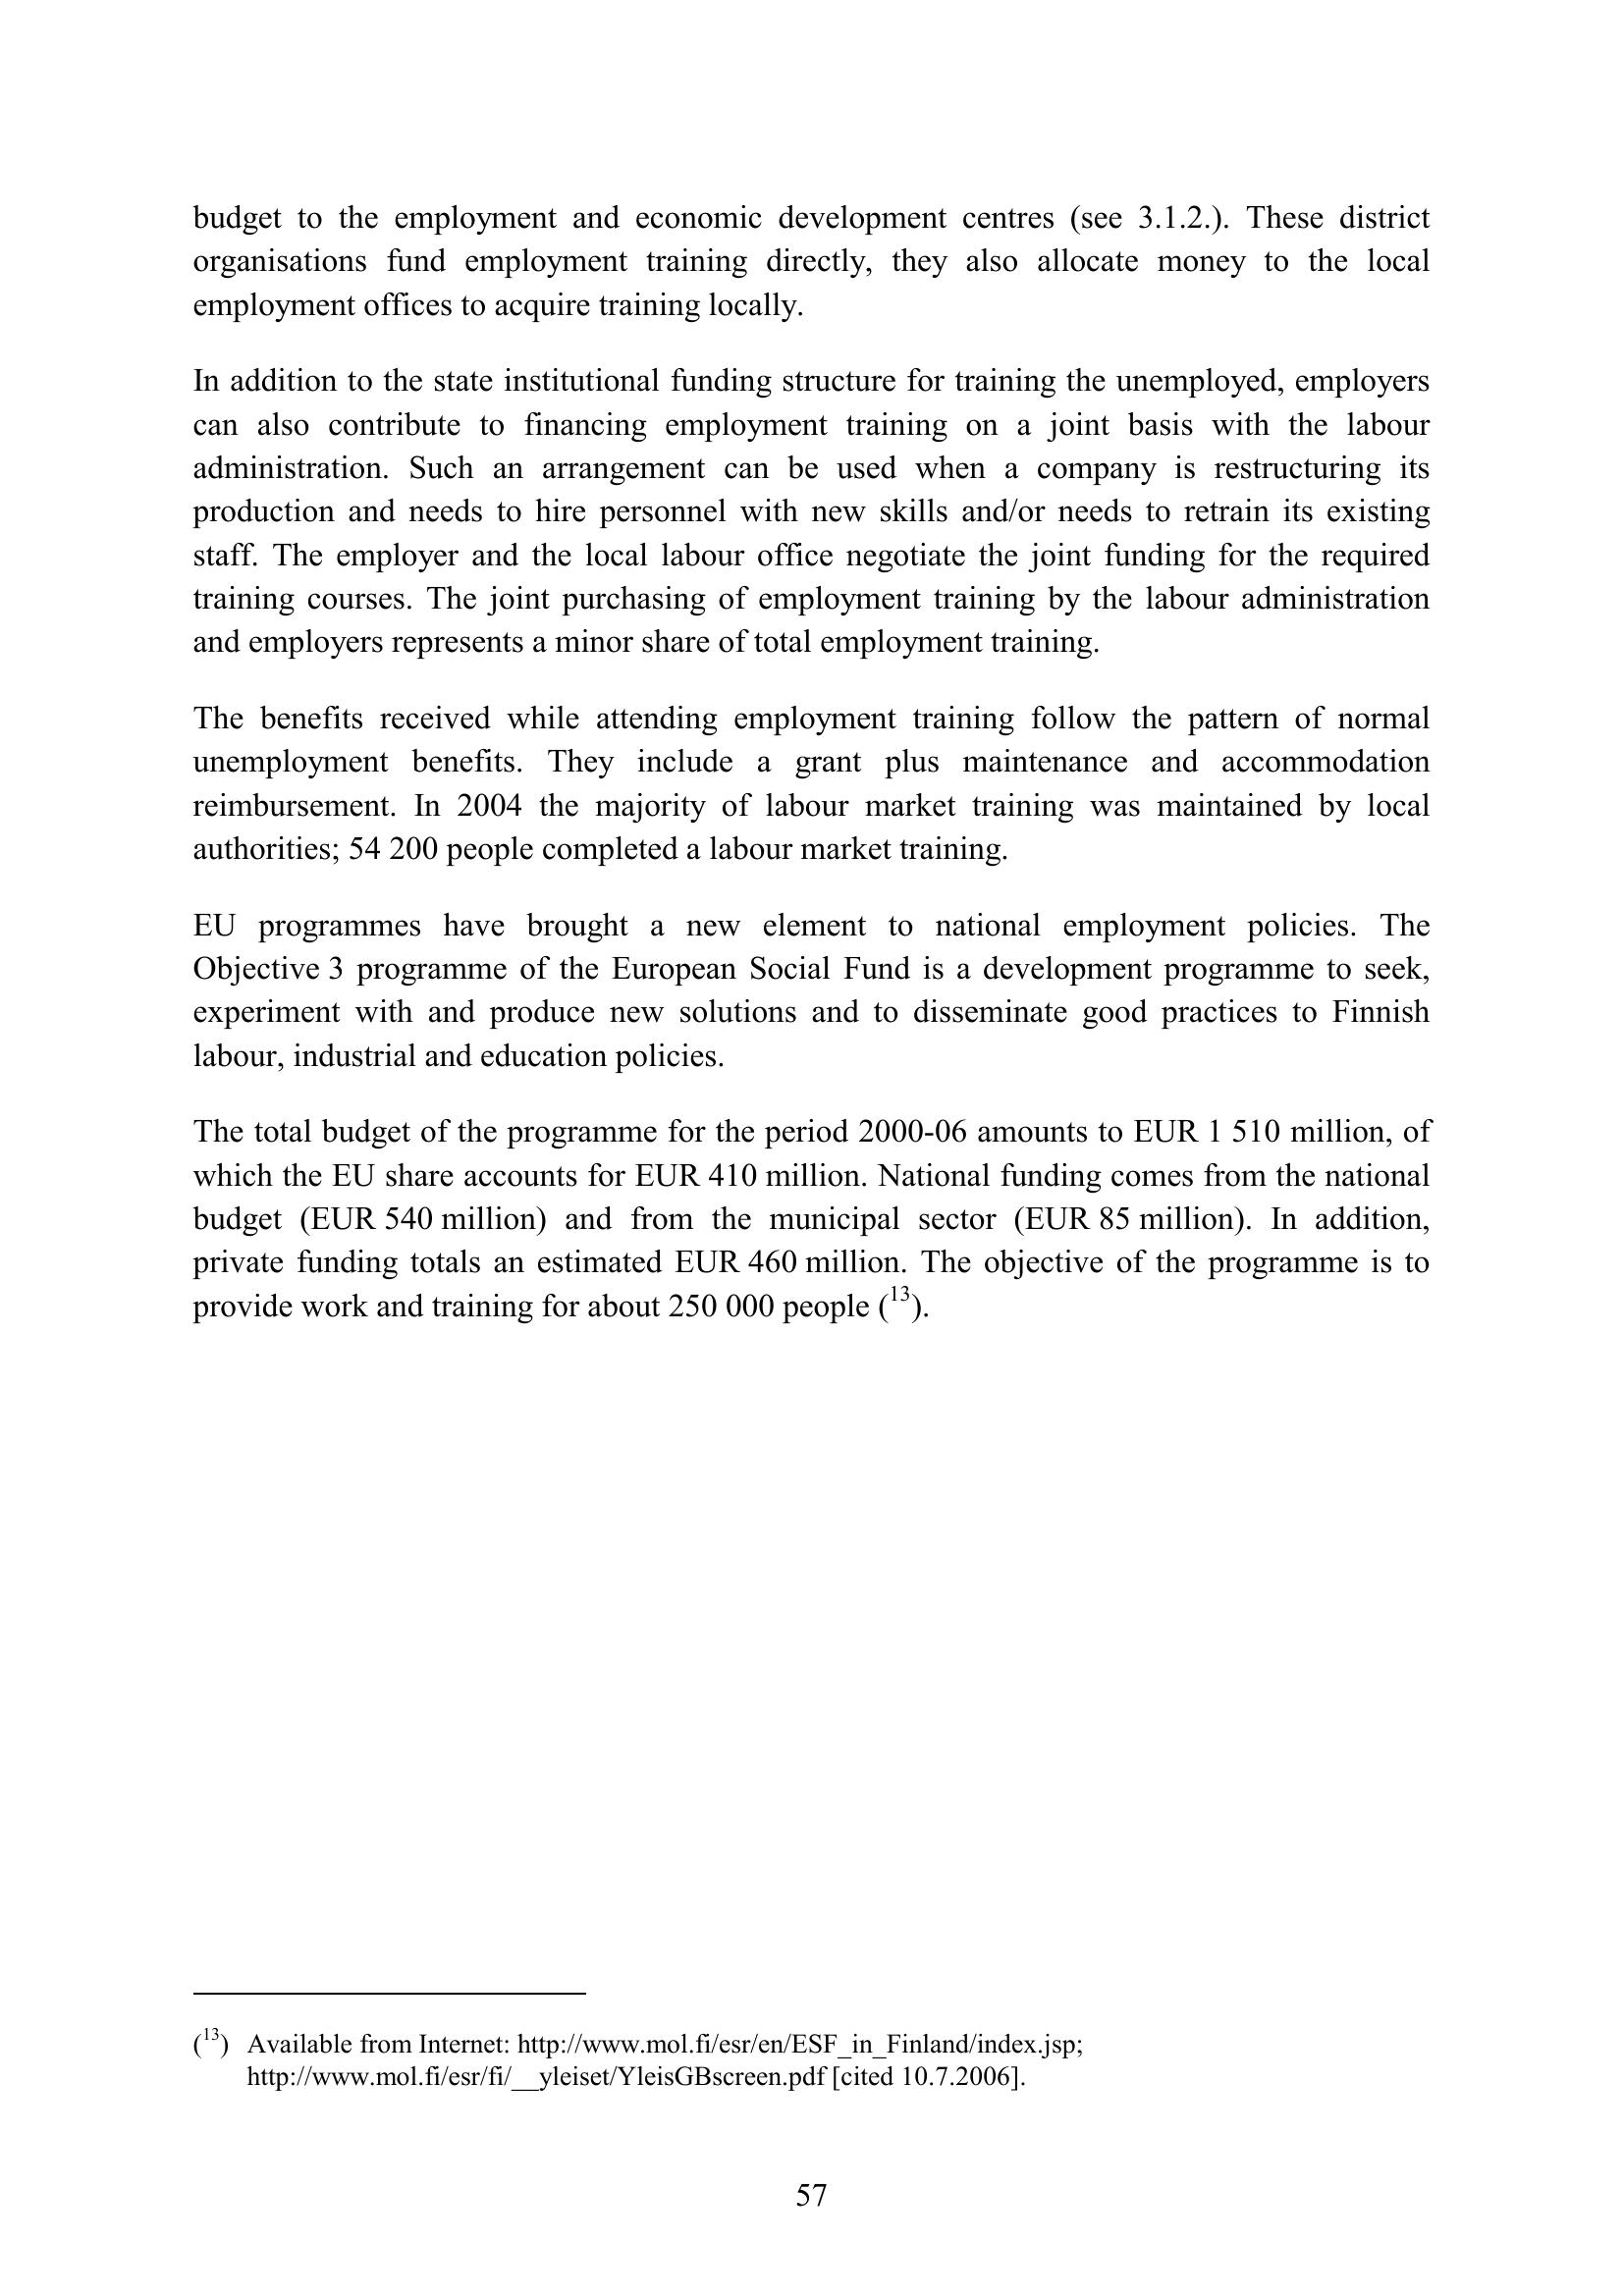 budget to the employment and economic development centres (see 3.1.2.). These district
organisations fund employment training directly, they also allocate money to the local
employment offices to acquire training locally.
In addition to the state institutional funding structure for training the unemployed, employers
can also contribute to financing employment training on a joint basis with the labour
administration. Such an arrangement can be used when a company is restructuring its
production and needs to hire personnel with new skills and/or needs to retrain its existing
staff. The employer and the local labour office negotiate the joint funding for the required
training courses. The joint purchasing of employment training by the labour administration
and employers represents a minor share of total employment training.
The benefits received while attending employment training follow the pattern of normal
unemployment benefits. They include a grant plus maintenance and accommodation
reimbursement. In 2004 the majority of labour market training was maintained by local
authorities; 54 200 people completed a labour market training.
EU programmes have brought a new element to national employment policies. The
Objective 3 programme of the European Social Fund is a development programme to seek,
experiment with and produce new solutions and to disseminate good practices to Finnish
labour, industrial and education policies.
The total budget of the programme for the period 2000-06 amounts to EUR 1 510 million, of
which the EU share accounts for EUR 410 million. National funding comes from the national
budget (EUR 540 million) and from the municipal sector (EUR 85 million). In addition,
private funding totals an estimated EUR 460 million. The objective of the programme is to
provide work and training for about 250 000 people (13).
(13) Available from Internet: http://www.mol.fi/esr/en/ESF_in_Finland/index.jsp;
http://www.mol.fi/esr/fi/__yleiset/YleisGBscreen.pdf [cited 10.7.2006].
57